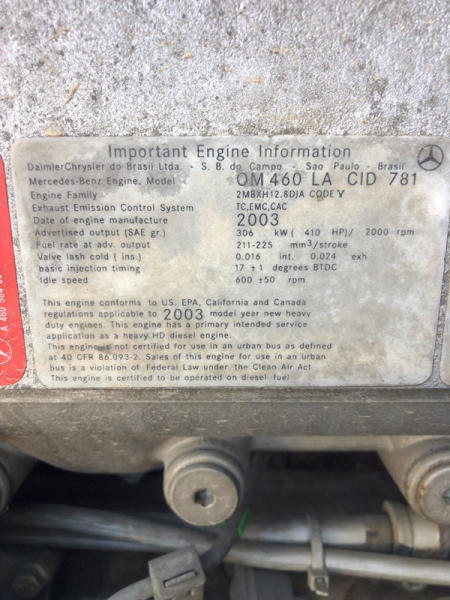 Important Engine Information
DaimlerChrysler do Brasil Ltda. - S. B. do Campo - Sao Paulo - Brasil
Mercedes-Benz Engine, Model OM 460 LA CID 781
Engine Family 2MBXH12.8DJA CODE V
Exhaust Emission Control System TC,EMC,CAC
Date of engine manufacture 2003
Advertised output (SAE gr.) 306 kW ( 410 HP)/ 2000 rpm
Fuel rate at adv. output 211-225 mm³/stroke
Valve lash cold ( ins.) 0.016 int. 0.024 exh
basic injection timing 17 ±1 degrees BTDC
Idle speed 600 ±50 rpm
This engine conforms to US. EPA, California and Canada
regulations applicable to 2003 model year new heavy
duty engines. This engine has a primary intended service
application as a heavy HD diesel engine.
This engine is not certified for use in an urban bus as defined
at 40 CFR 86.093-2. Sales of this engine for use in an urban
bus is a violation of Federal Law under the Clean Air Act
This engine is certified to be operated on diesel fuel